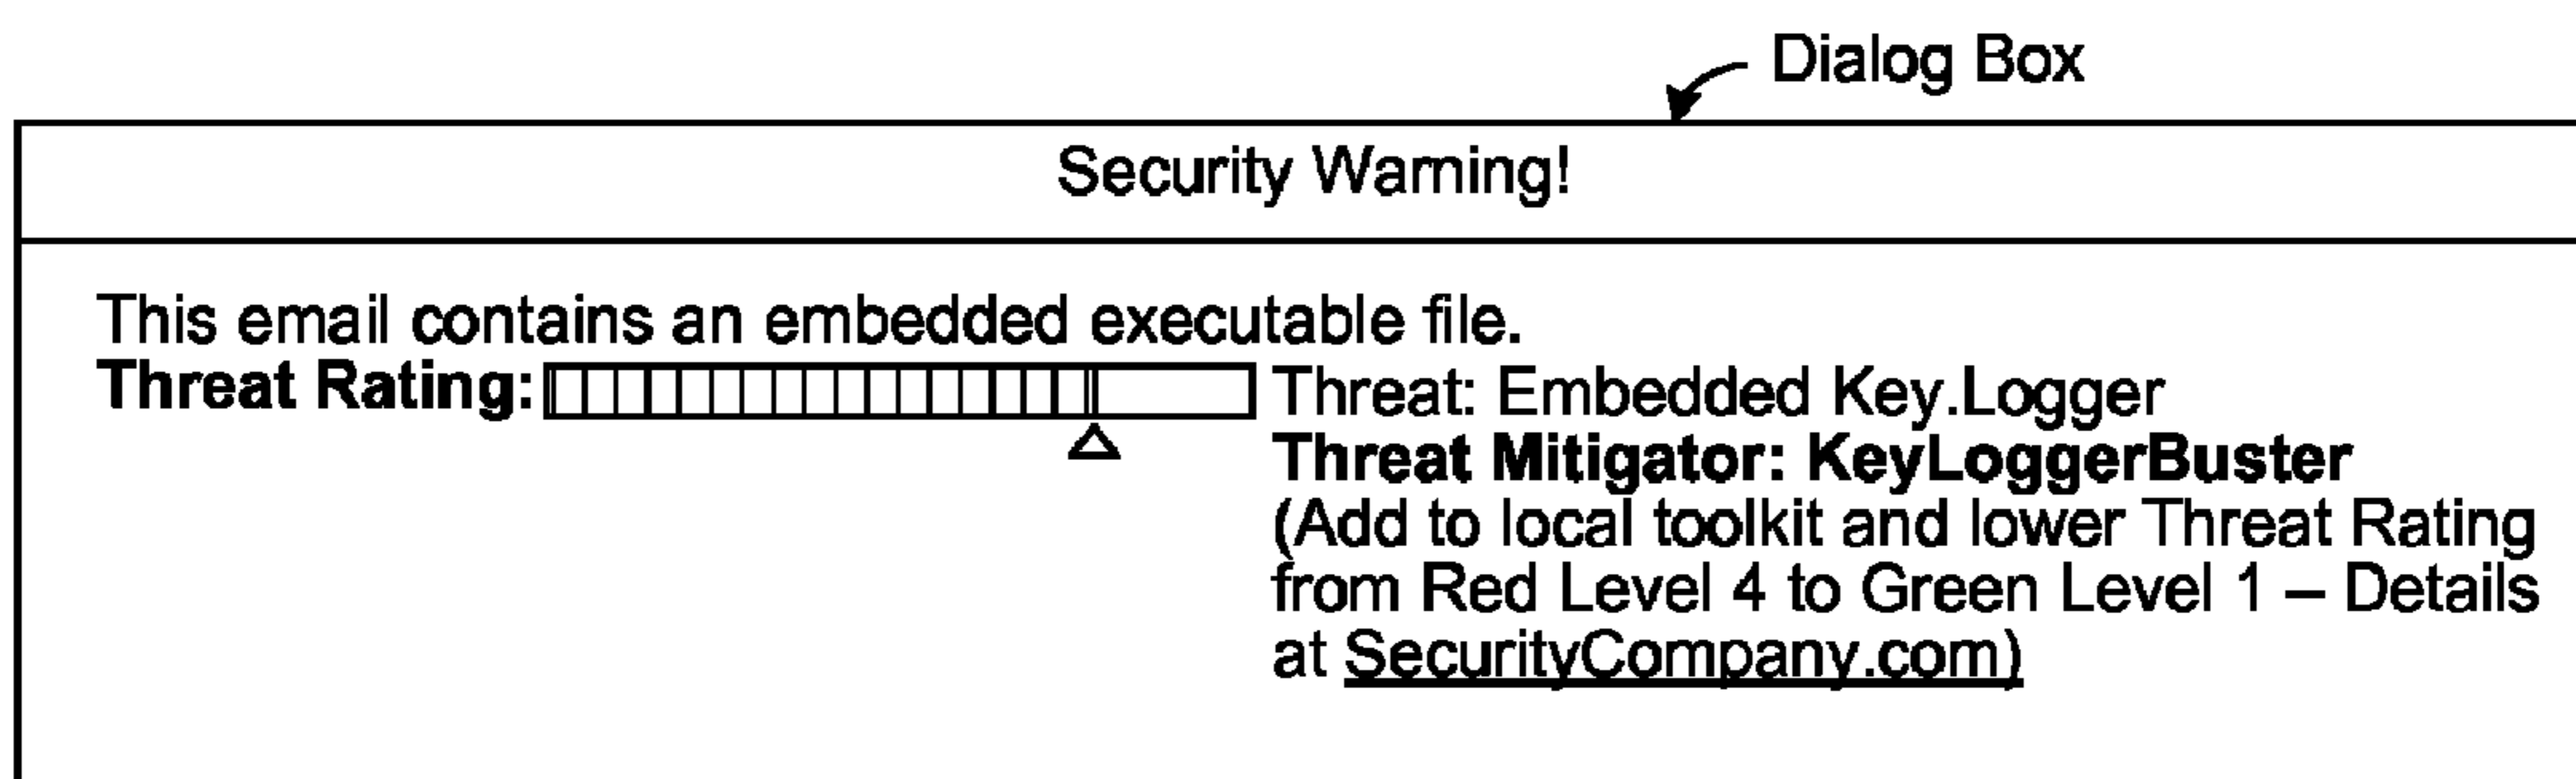 Dialog Box
Security Warning!
This email contains an embedded executable file.
Threat Rating: Threat: Embedded Key.Logger
Threat Mitigator: KeyLoggerBuster
(Add to local toolkit and lower Threat Rating
from Red Level 4 to Green Level 1 – Details
at SecurityCompany.com)